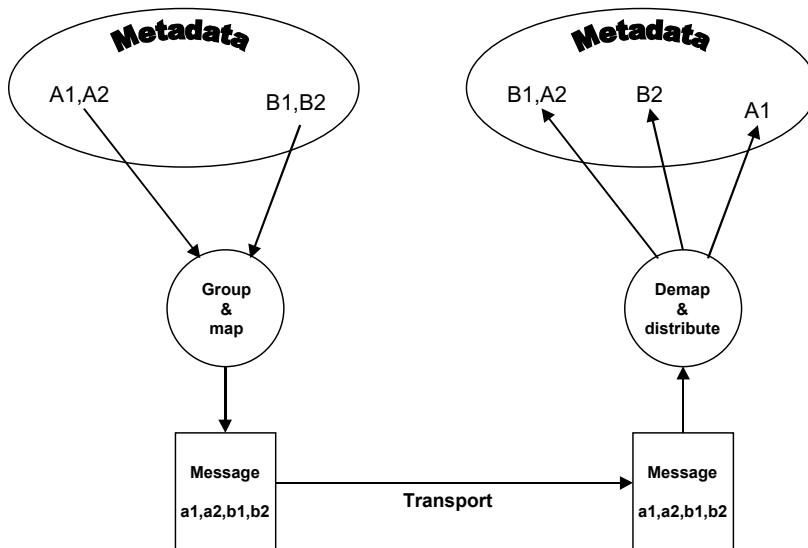 Metadata
A1,A2
B1,B2
Group
&
map
Message
a1,a2,b1,b2
Transport
Metadata
B1,A2
B2
A1
Demap
&
distribute
Message
a1,a2,b1,b2